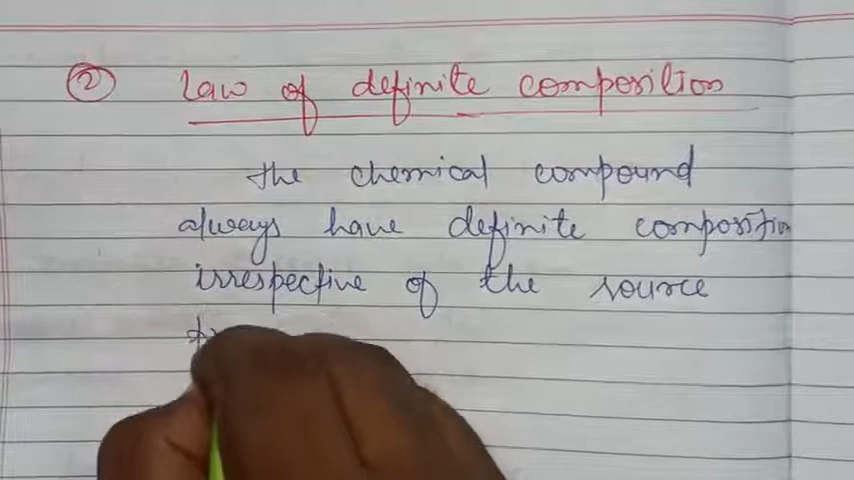 ② Law of definite composition
the chemical compound
always have definite composition
irrespective of the source